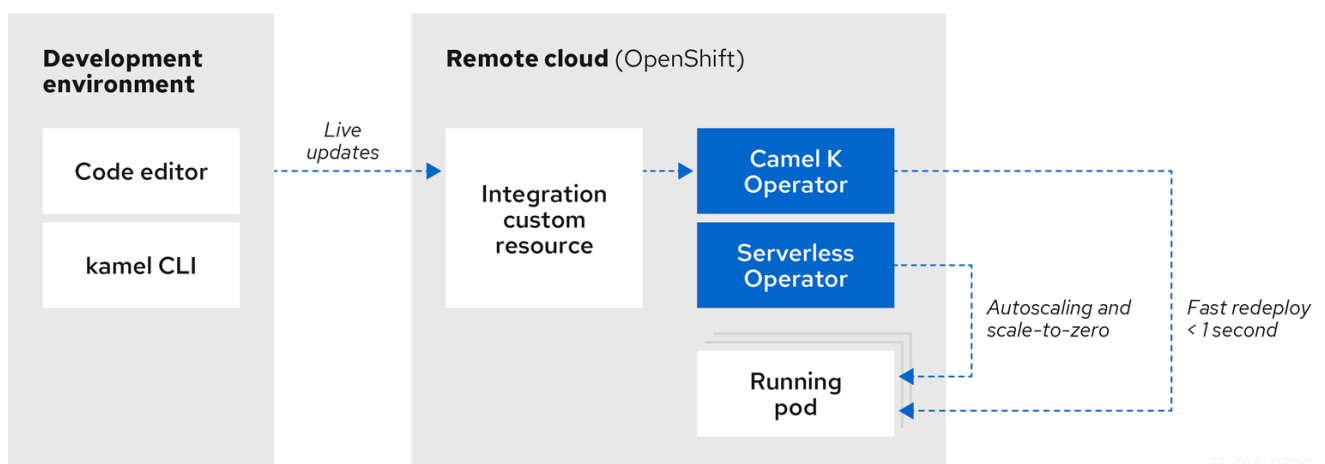 Development
environment
Code editor
kamel CLI
Live
updates
Remote cloud (OpenShift)
Integration
custom
resource
Camel K
Operator
Serverless
Operator
Running
pod
Autoscaling and
scale-to-zero
Fast redeploy
< 1 second